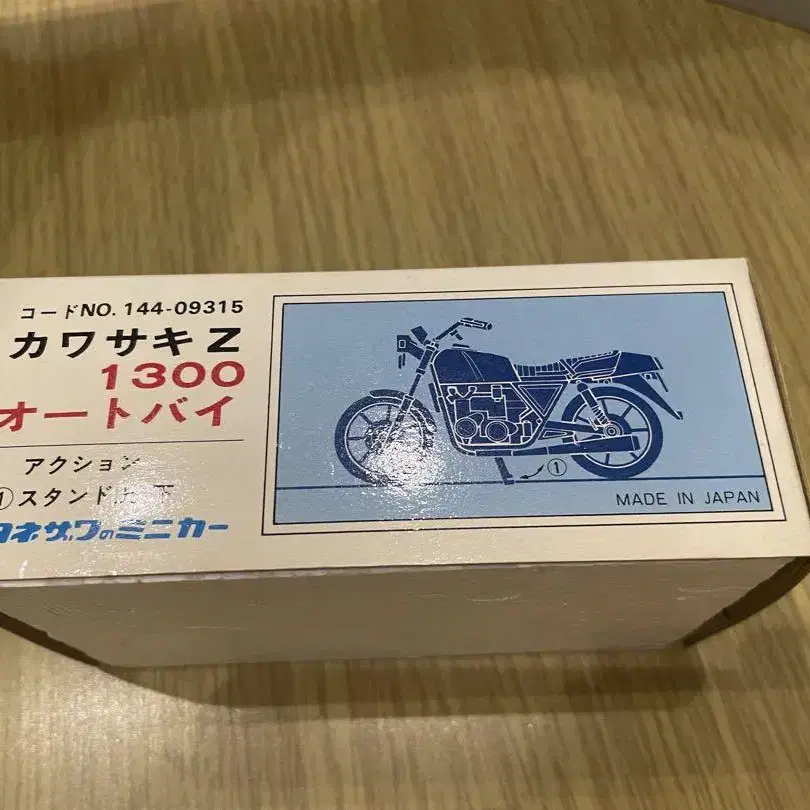 コードNO. 144-09315
カワサキZ
1300
オートバイ
アクション
①スタンド上下
ヨネザワのミニカー
①
MADE IN JAPAN